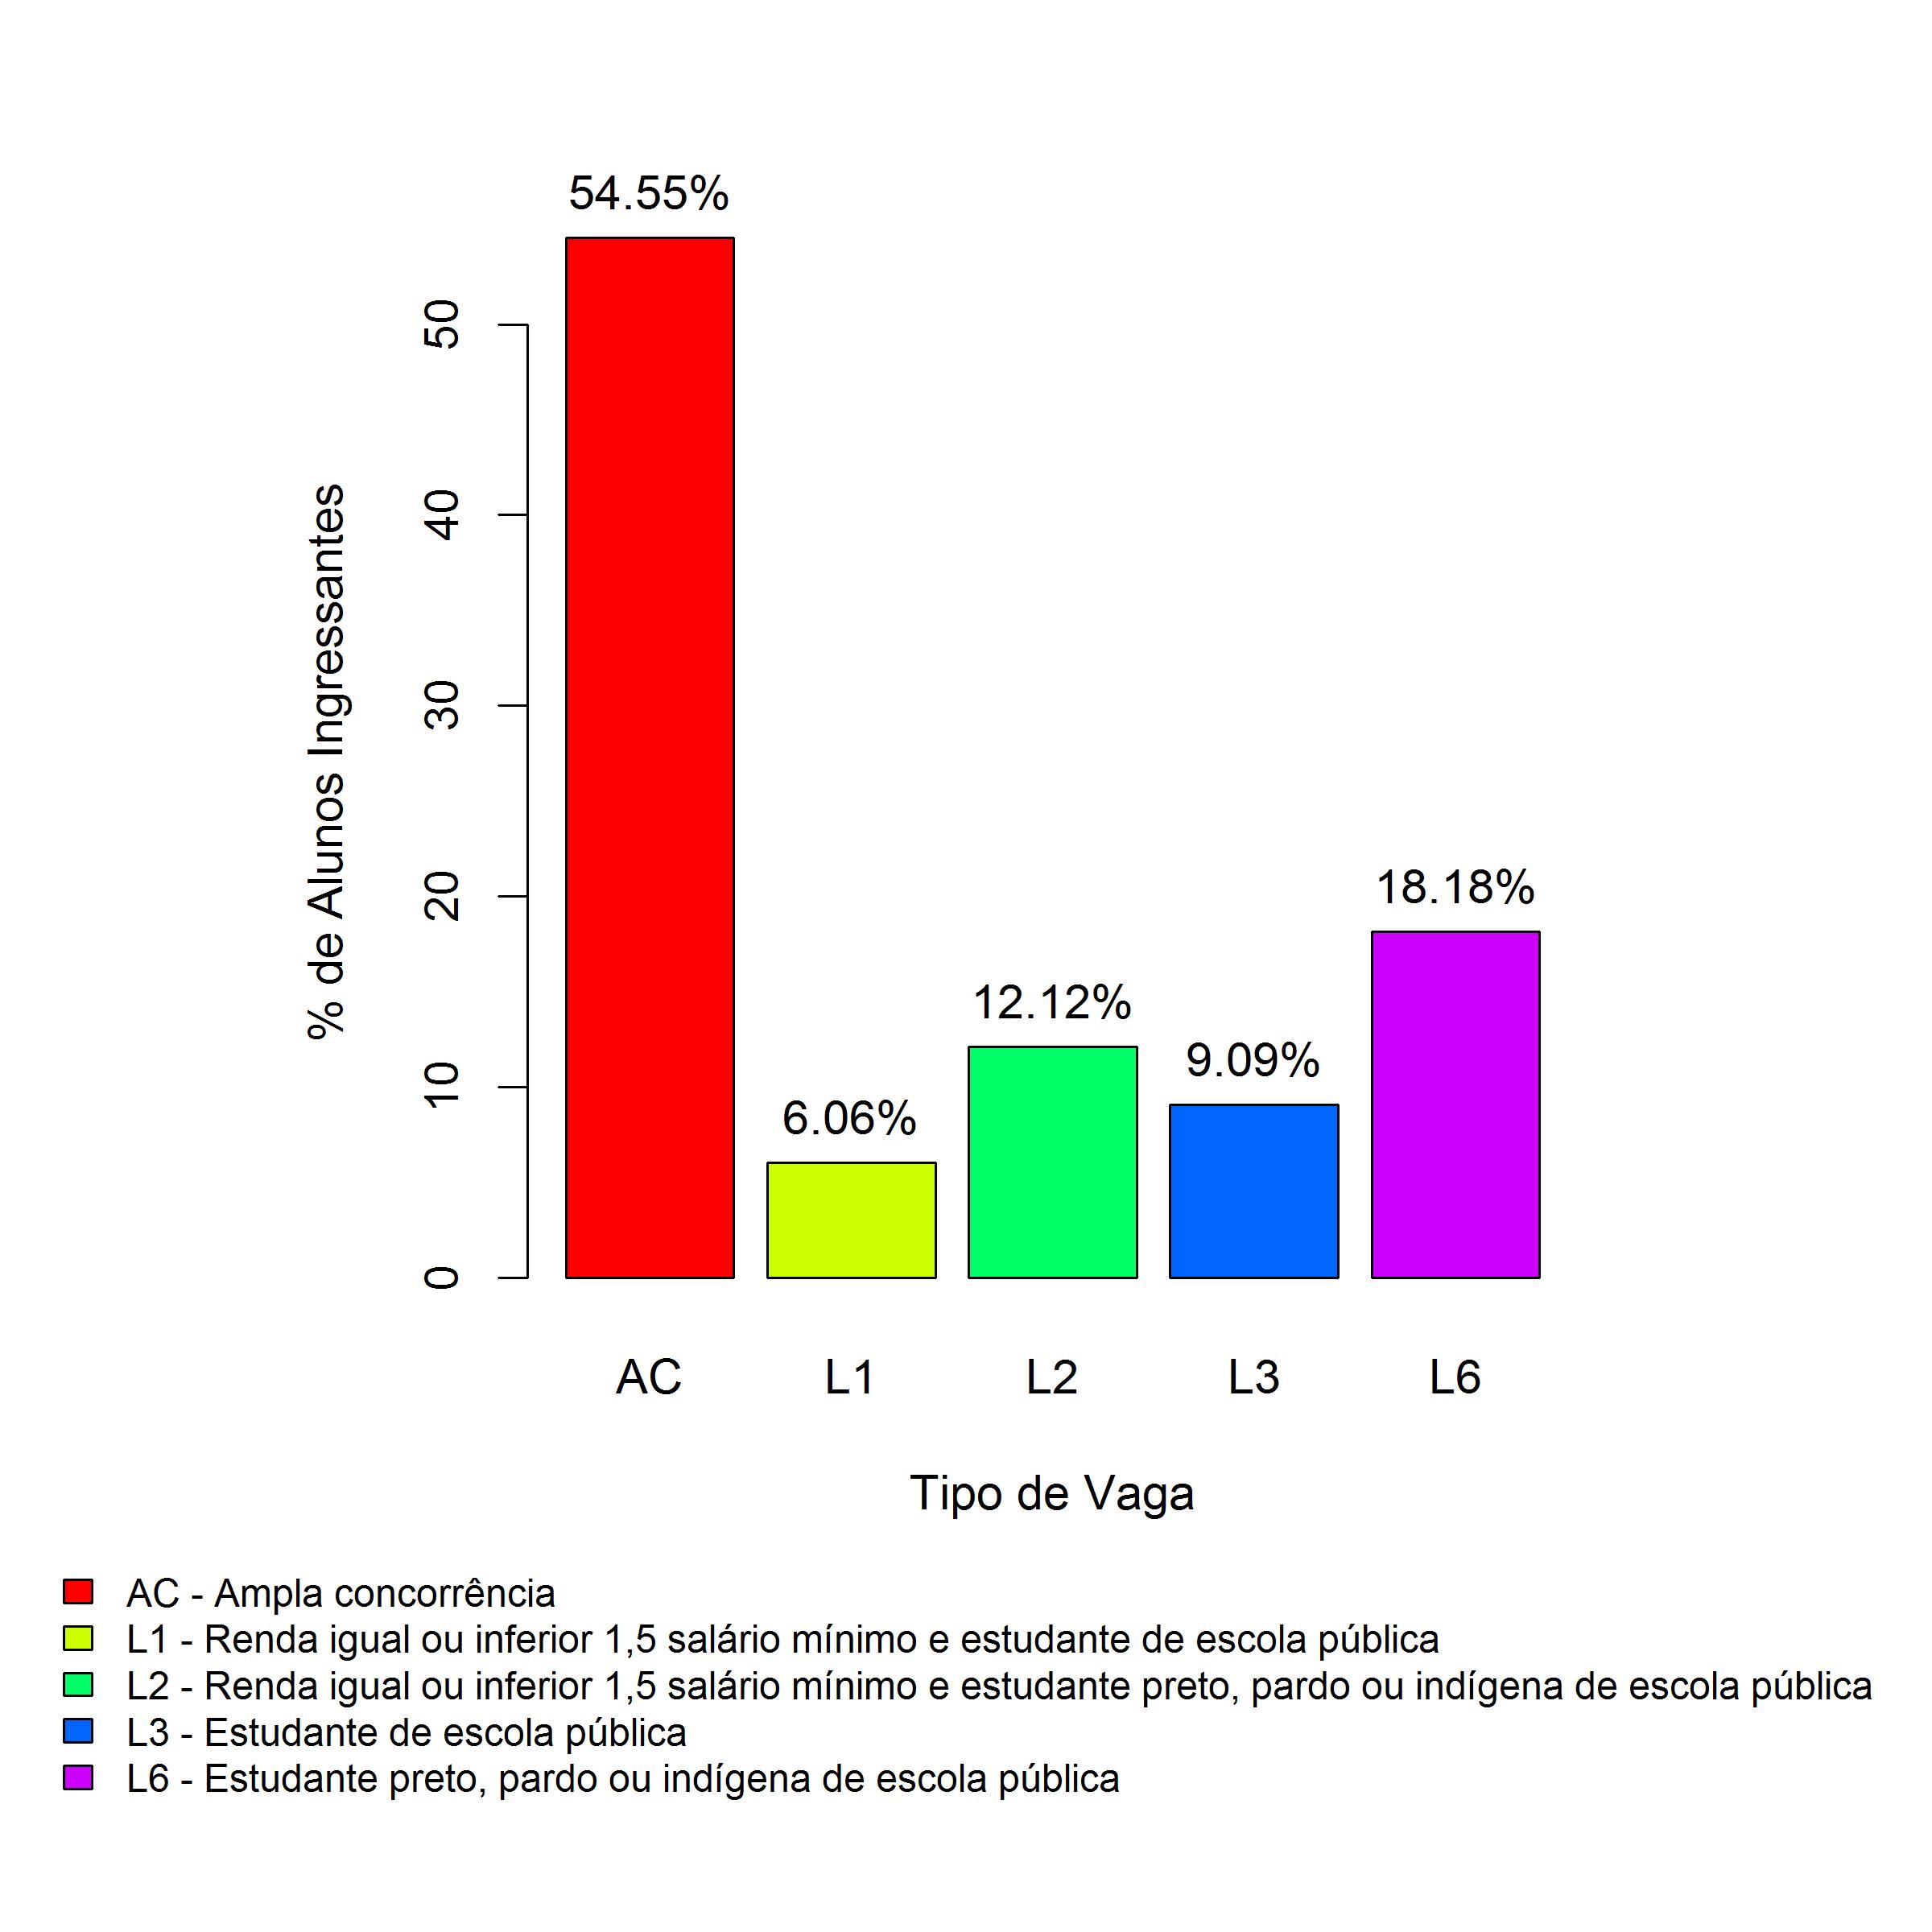 54.55%
50
40
30
20
10
0
% de Alunos Ingressantes
6.06%
12.12%
9.09%
18.18%
AC L1 L2 L3 L6
Tipo de Vaga
AC - Ampla concorrência
L1 - Renda igual ou inferior 1,5 salário mínimo e estudante de escola pública
L2 - Renda igual ou inferior 1,5 salário mínimo e estudante preto, pardo ou indígena de escola pública
L3 - Estudante de escola pública
L6 - Estudante preto, pardo ou indígena de escola pública